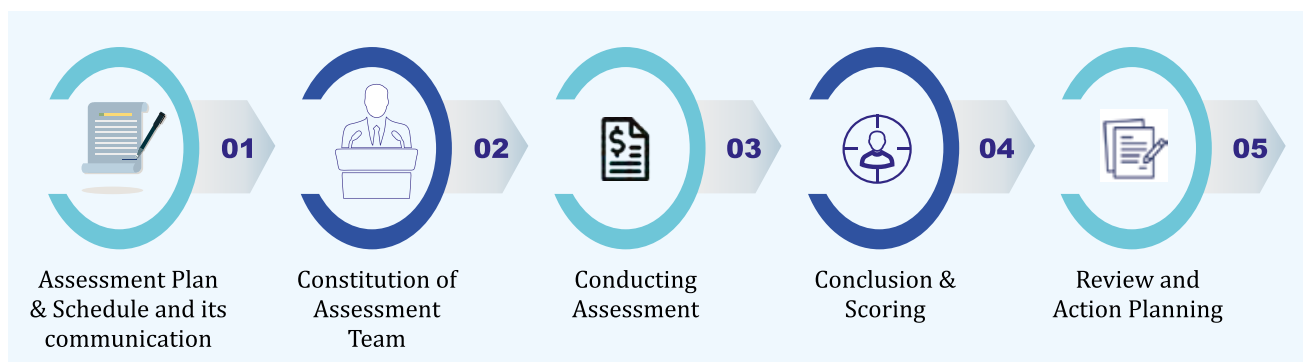 01
02
03
04
05
Assessment Plan
& Schedule and its
communication
Constitution of
Assessment
Team
Conducting
Assessment
Conclusion &
Scoring
Review and
Action Planning